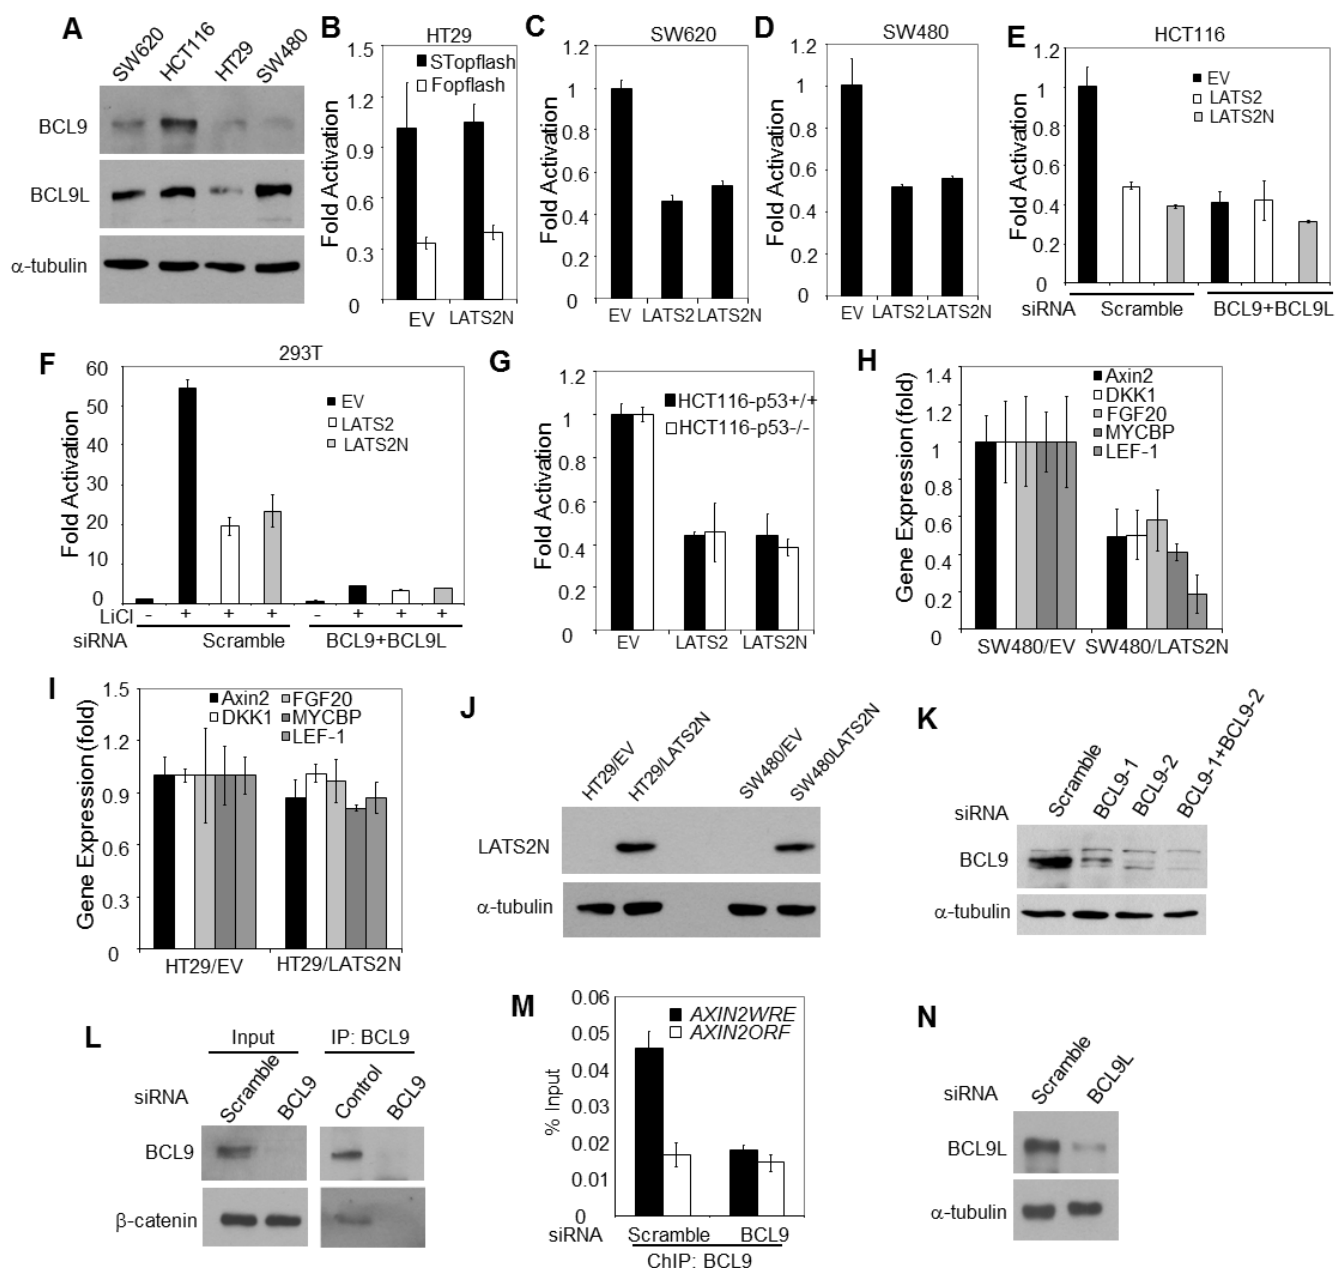 A
SW620
HCT116
HT29
SW480
BCL9
BCL9L
α-tubulin
B
HT29
1.5
1.2
0.9
0.6
0.3
0
Fold Activation
STopflash
Fopflash
EV
LATS2N
C
SW620
1.2
1
0.8
0.6
0.4
0.2
0
Fold Activation
EV
LATS2
LATS2N
D
SW480
1.2
1
0.8
0.6
0.4
0.2
0
Fold Activation
EV
LATS2
LATS2N
E
HCT116
1.2
1
0.8
0.6
0.4
0.2
0
Fold Activation
EV
LATS2
LATS2N
siRNA
Scramble
BCL9+BCL9L
F
293T
60
50
40
30
20
10
0
Fold Activation
EV
LATS2
LATS2N
LiCl - + + + - + + +
siRNA
Scramble
BCL9+BCL9L
G
1.2
1
0.8
0.6
0.4
0.2
0
Fold Activation
HCT116-p53+/+
HCT116-p53-/-
EV
LATS2
LATS2N
H
1.4
1.2
1
0.8
0.6
0.4
0.2
0
Gene Expression (fold)
Axin2
DKK1
FGF20
MYCBP
LEF-1
SW480/EV
SW480/LATS2N
I
1.5
1.2
0.9
0.6
0.3
0
Gene Expression (fold)
Axin2
DKK1
FGF20
MYCBP
LEF-1
HT29/EV
HT29/LATS2N
J
HT29/EV
HT29/LATS2N
SW480/EV
SW480LATS2N
LATS2N
α-tubulin
K
siRNA
Scramble
BCL9-1
BCL9-2
BCL9-1+BCL9-2
BCL9
α-tubulin
L
Input
IP: BCL9
siRNA
Scramble
BCL9
Control
BCL9
BCL9
β-catenin
M
0.06
0.05
0.04
0.03
0.02
0.01
0
% Input
AXIN2WRE
AXIN2ORF
siRNA
Scramble
BCL9
ChIP: BCL9
N
siRNA
Scramble
BCL9L
BCL9L
α-tubulin